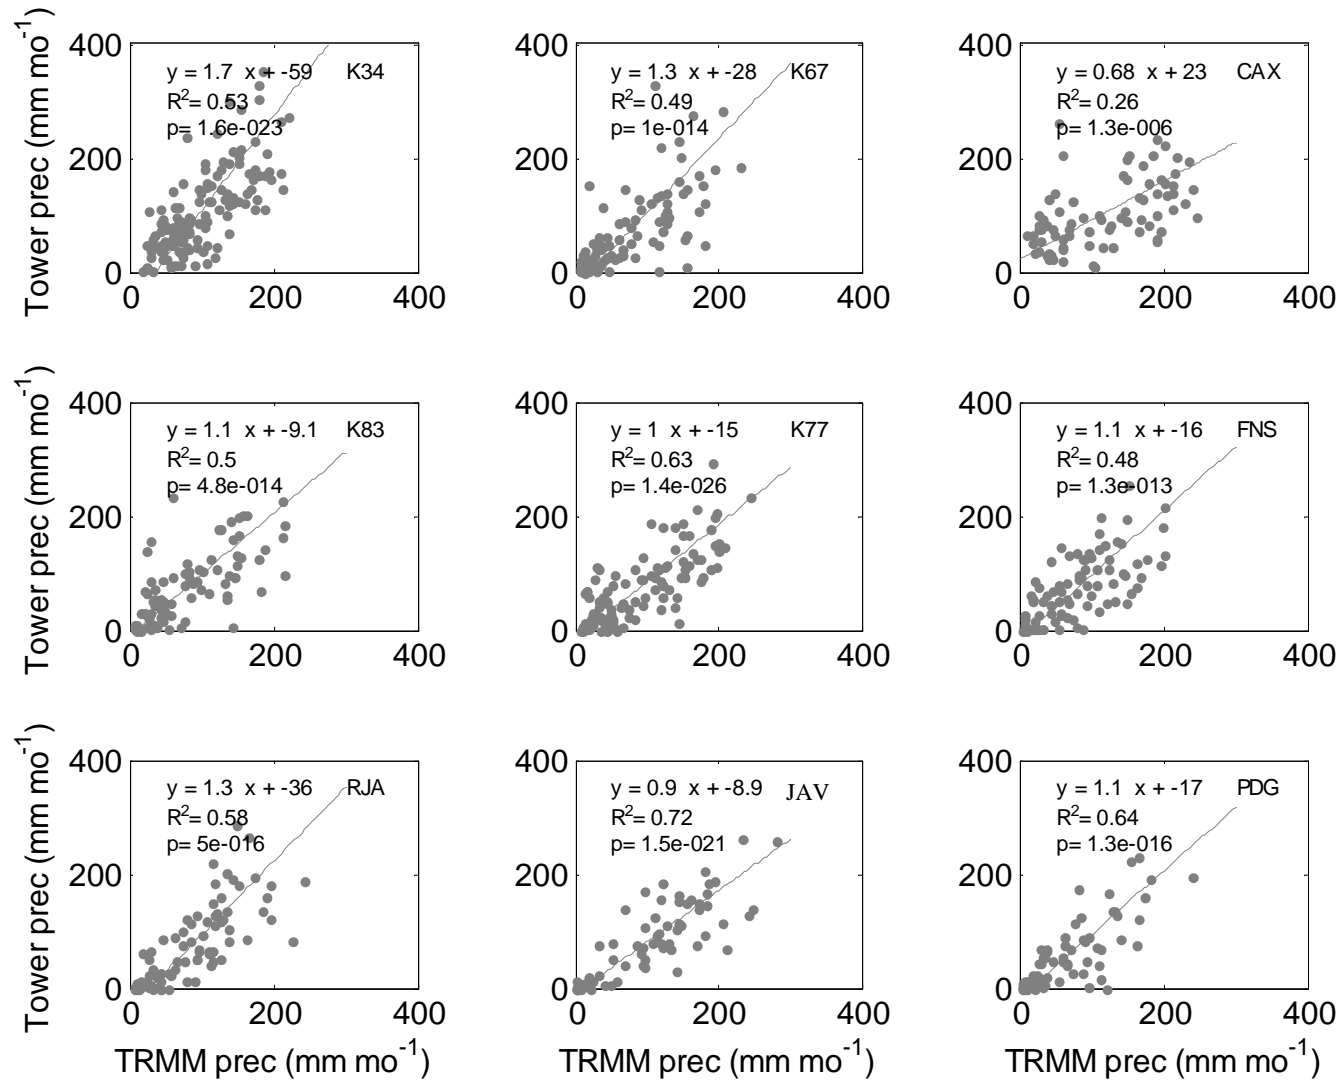 Tower prec (mm mo⁻¹)
400
200
0
0 200 400
y = 1.7 x + -59 K34
R²= 0.53
p= 1.6e-023
400
200
0
0 200 400
y = 1.3 x + -28 K67
R²= 0.49
p= 1e-014
400
200
0
0 200 400
y = 0.68 x + 23 CAX
R²= 0.26
p= 1.3e-006
Tower prec (mm mo⁻¹)
400
200
0
0 200 400
y = 1.1 x + -9.1 K83
R²= 0.5
p= 4.8e-014
400
200
0
0 200 400
y = 1 x + -15 K77
R²= 0.63
p= 1.4e-026
400
200
0
0 200 400
y = 1.1 x + -16 FNS
R²= 0.48
p= 1.3e-013
Tower prec (mm mo⁻¹)
400
200
0
0 200 400
y = 1.3 x + -36 RJA
R²= 0.58
p= 5e-016
TRMM prec (mm mo⁻¹)
400
200
0
0 200 400
y = 0.9 x + -8.9 JAV
R²= 0.72
p= 1.5e-021
TRMM prec (mm mo⁻¹)
400
200
0
0 200 400
y = 1.1 x + -17 PDG
R²= 0.64
p= 1.3e-016
TRMM prec (mm mo⁻¹)